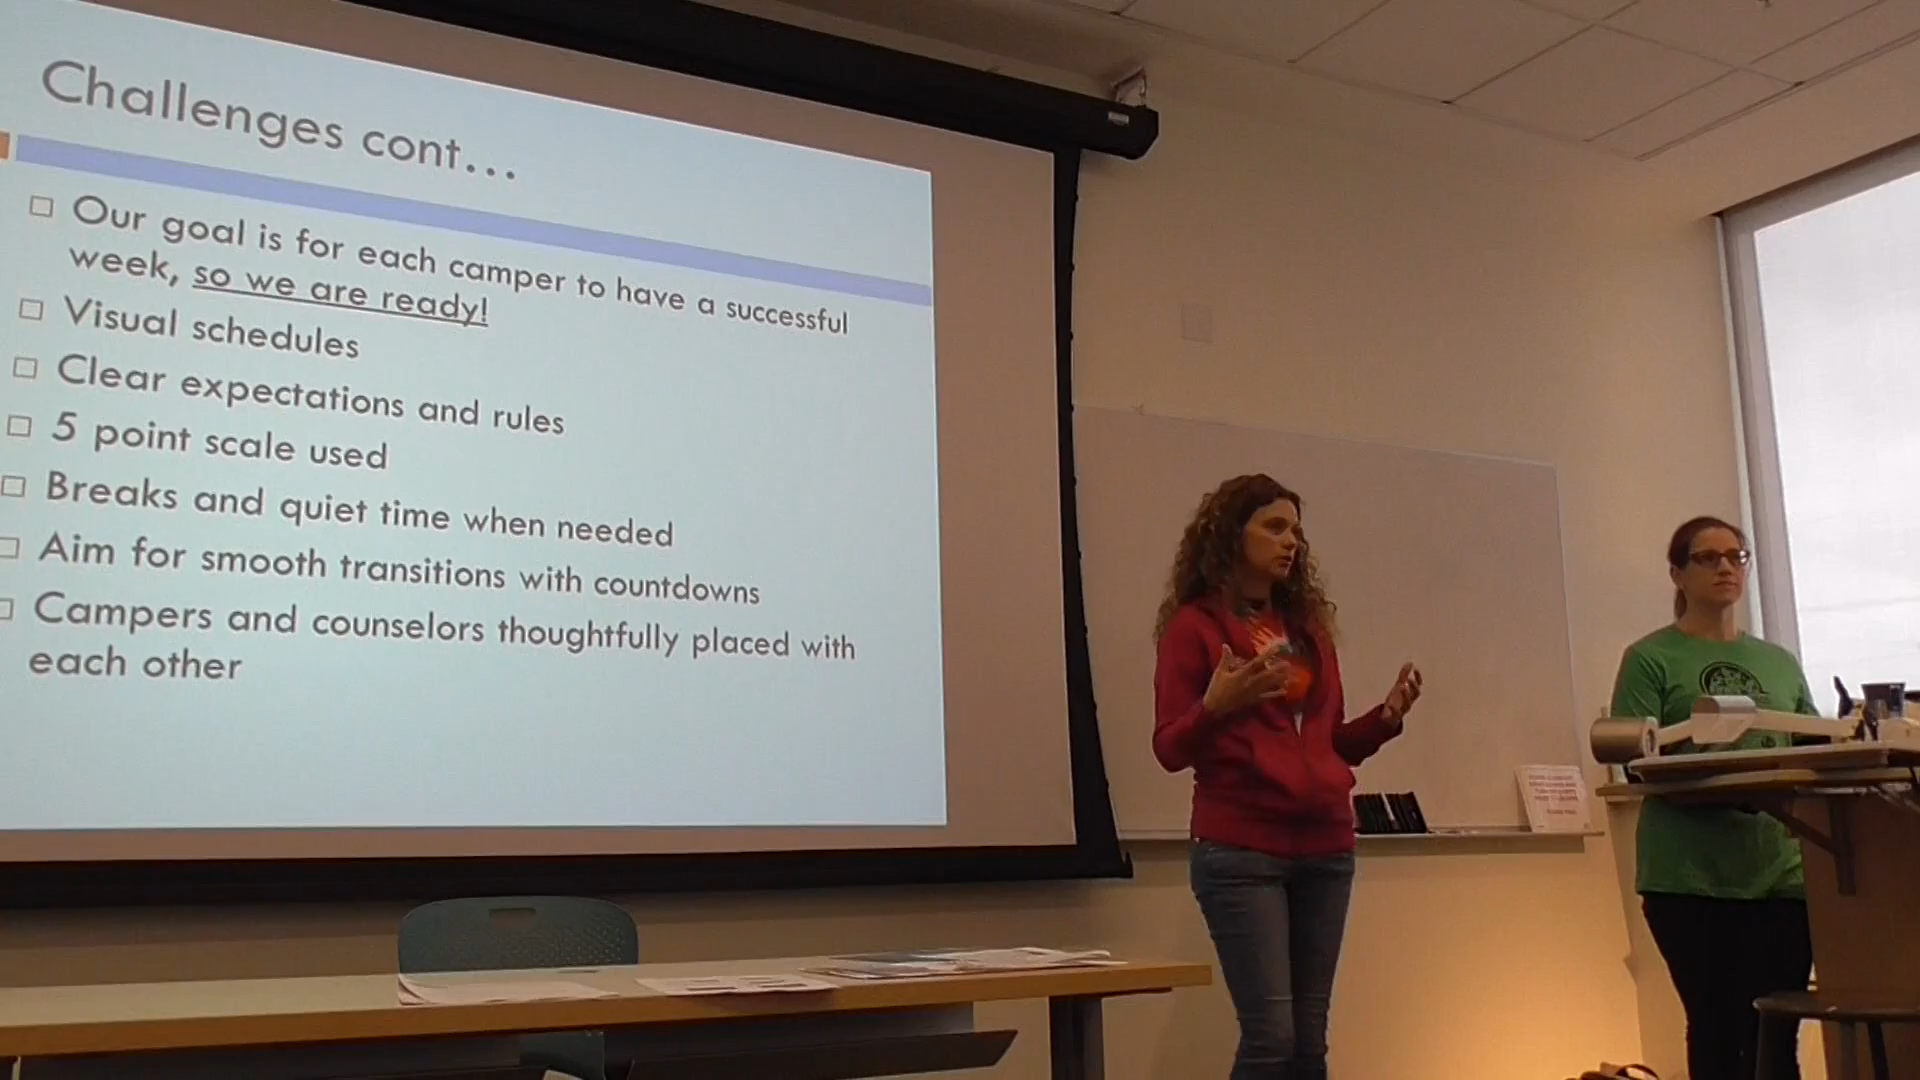 Challenges cont...
Our goal is for each camper to have a successful
week, so we are ready!
Visual schedules
Clear expectations and rules
5 point scale used
Breaks and quiet time when needed
Aim for smooth transitions with countdowns
Campers and counselors thoughtfully placed with
each other